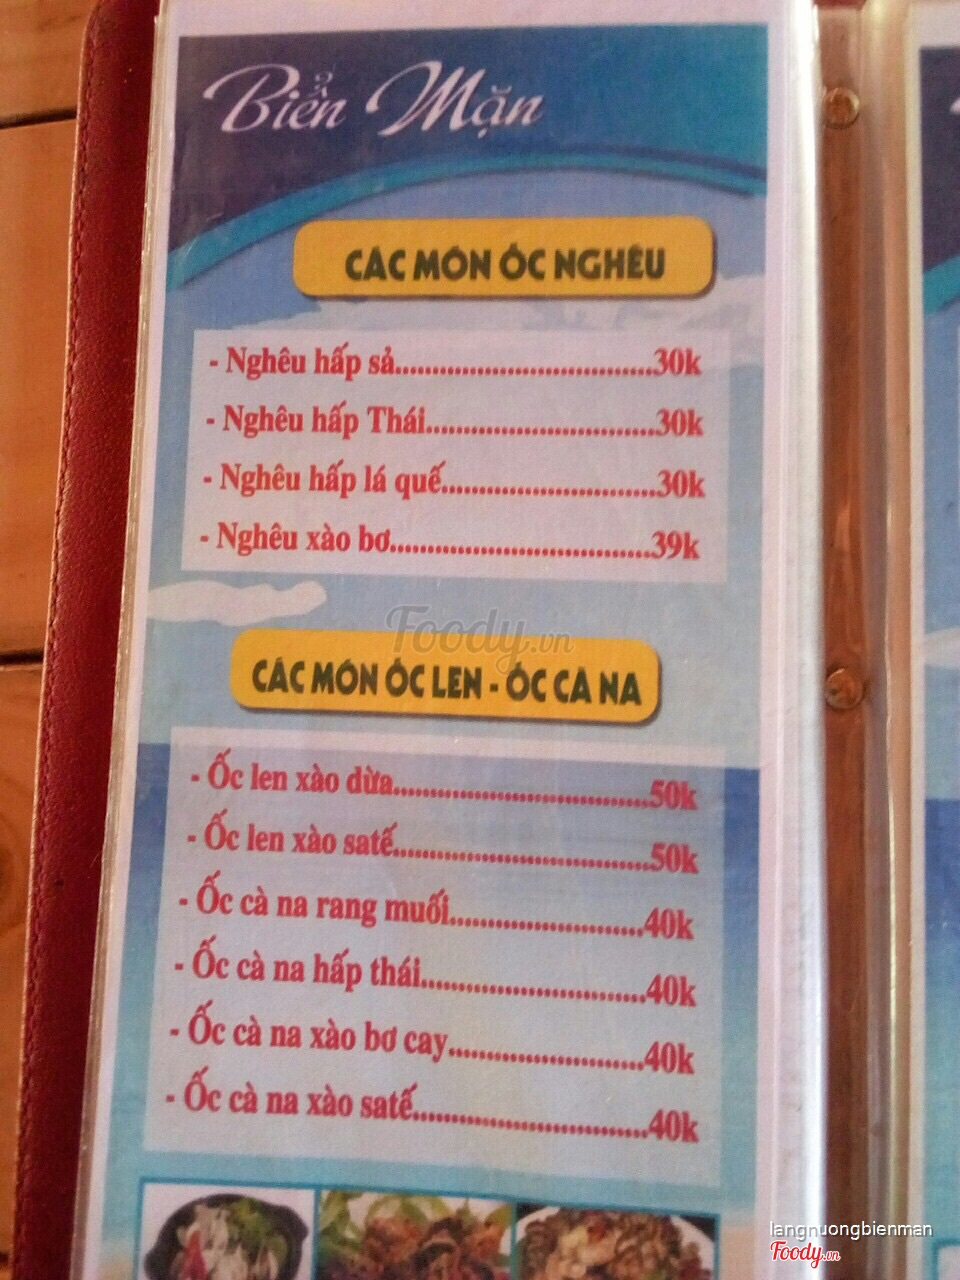 Biển Mặn
CÁC MÓN ỐC NGHÊU
- Nghêu hấp sả....................................30k
- Nghêu hấp Thái................................30k
- Nghêu hấp lá quế..............................30k
- Nghêu xào bơ....................................39k
Foody.vn
CÁC MÓN ỐC LEN - ỐC CÀ NA
- Ốc len xào dừa...................................50k
- Ốc len xào satế...................................50k
- Ốc cà na rang muối...........................40k
- Ốc cà na hấp thái...............................40k
- Ốc cà na xào bơ cay...........................40k
- Ốc cà na xào satế................................40k
langnuongbienman
Foody.vn